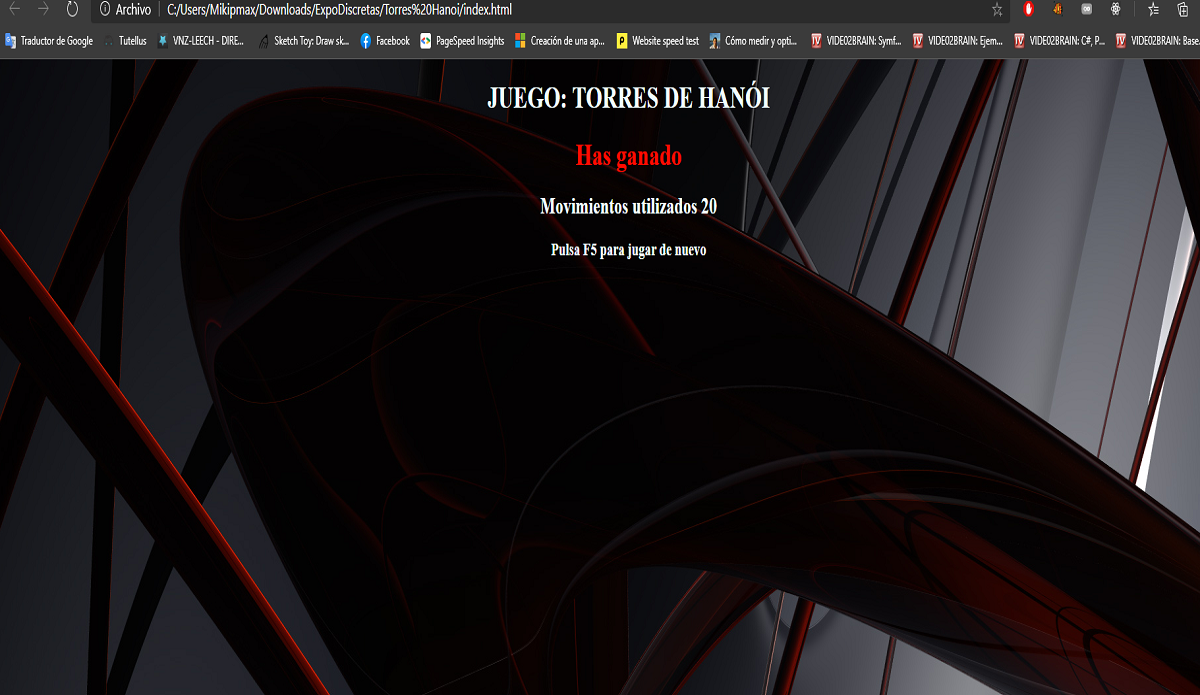 Archivo C:/Users/Mikipmax/Downloads/ExpoDiscretas/Torres%20Hanoi/index.html
Traductor de Google Tutellus VNZ-LEECH - DIRE... Sketch Toy: Draw sk... Facebook PageSpeed Insights Creación de una ap... Website speed test Cómo medir y opti... VIDEO2BRAIN: Symf... VIDEO2BRAIN: Ejem... VIDEO2BRAIN: C#, P... VIDEO2BRAIN: Base
JUEGO: TORRES DE HANÓI
Has ganado
Movimientos utilizados 20
Pulsa F5 para jugar de nuevo